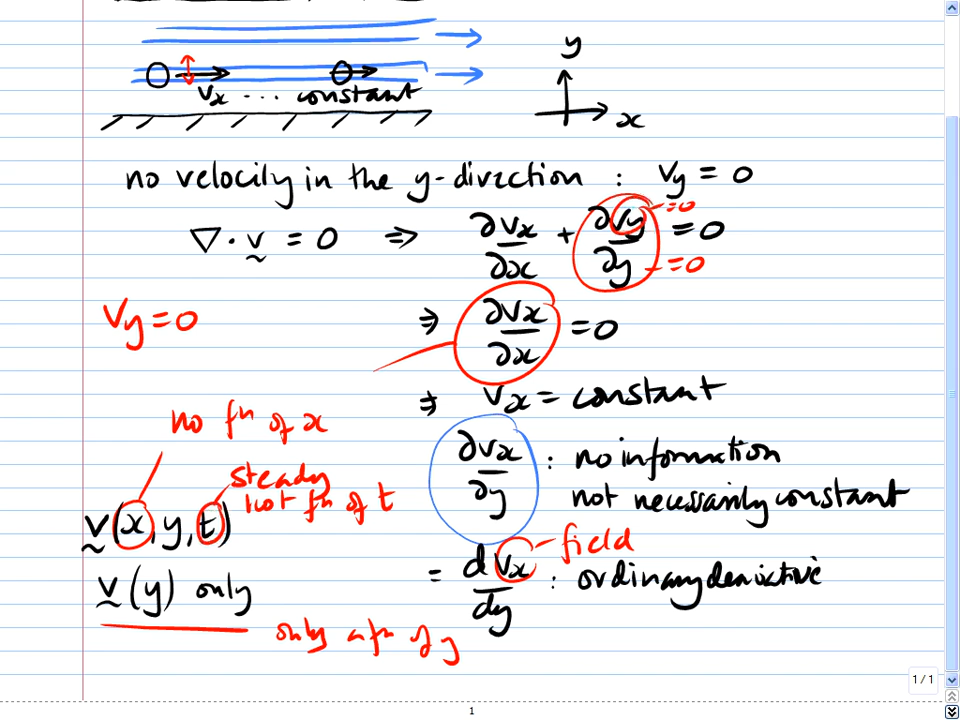 y
vx ... constant
x
no velocity in the y-direction : vy = 0
∇ · v = 0 ⇒ ∂vx/∂x + ∂vy/∂y = 0
=0
=0
vy = 0
⇒ ∂vx/∂x = 0
⇒ vx = constant
no fn of x
∂vx/∂y : no information
not necessarily constant
steady
not fn of t
v(x, y, t)
field
= dvx/dy : ordinary derivative
v(y) only
only a fn of y
1 / 1
1